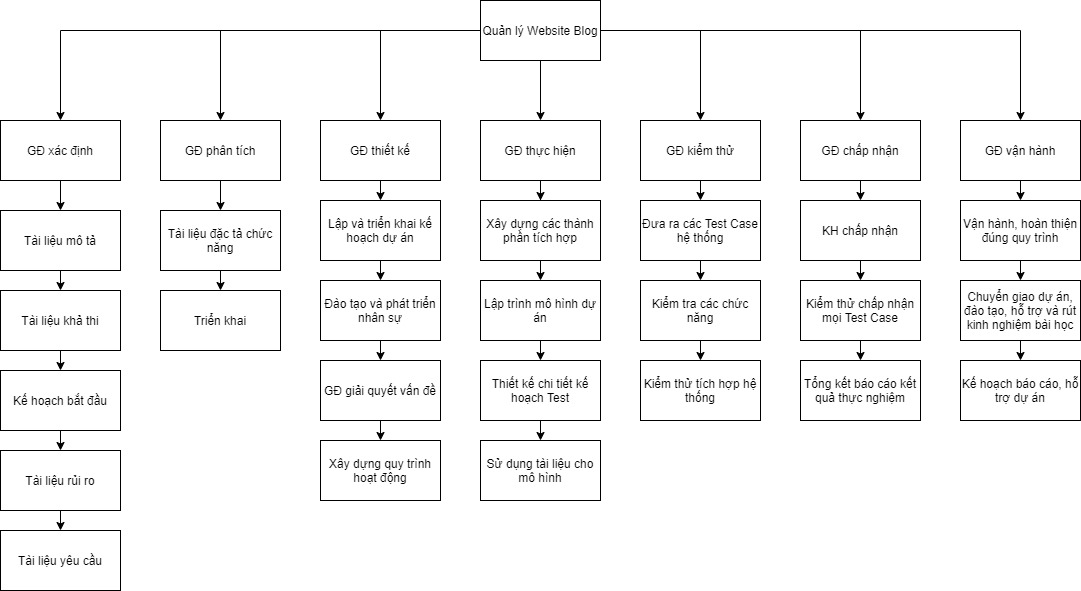 Quản lý Website Blog
GĐ xác định
GĐ phân tích
GĐ thiết kế
GĐ thực hiện
GĐ kiểm thử
GĐ chấp nhận
GĐ vận hành
Tài liệu mô tả
Tài liệu khả thi
Kế hoạch bắt đầu
Tài liệu rủi ro
Tài liệu yêu cầu
Tài liệu đặc tả chức
năng
Triển khai
Lập và triển khai kế
hoạch dự án
Đào tạo và phát triển
nhân sự
GĐ giải quyết vấn đề
Xây dựng quy trình
hoạt động
Xây dựng các thành
phần tích hợp
Lập trình mô hình dự
án
Thiết kế chi tiết kế
hoạch Test
Sử dụng tài liệu cho
mô hình
Đưa ra các Test Case
hệ thống
Kiểm tra các chức
năng
Kiểm thử tích hợp hệ
thống
KH chấp nhận
Kiểm thử chấp nhận
mọi Test Case
Tổng kết báo cáo kết
quả thực nghiệm
Vận hành, hoàn thiện
đúng quy trình
Chuyển giao dự án,
đào tạo, hỗ trợ và rút
kinh nghiệm bài học
Kế hoạch báo cáo, hỗ
trợ dự án